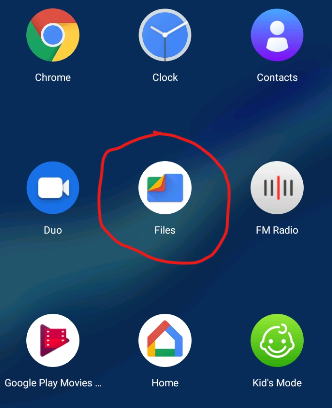 Chrome
Clock
Contacts
Duo
Files
FM Radio
Google Play Movies ...
Home
Kid's Mode